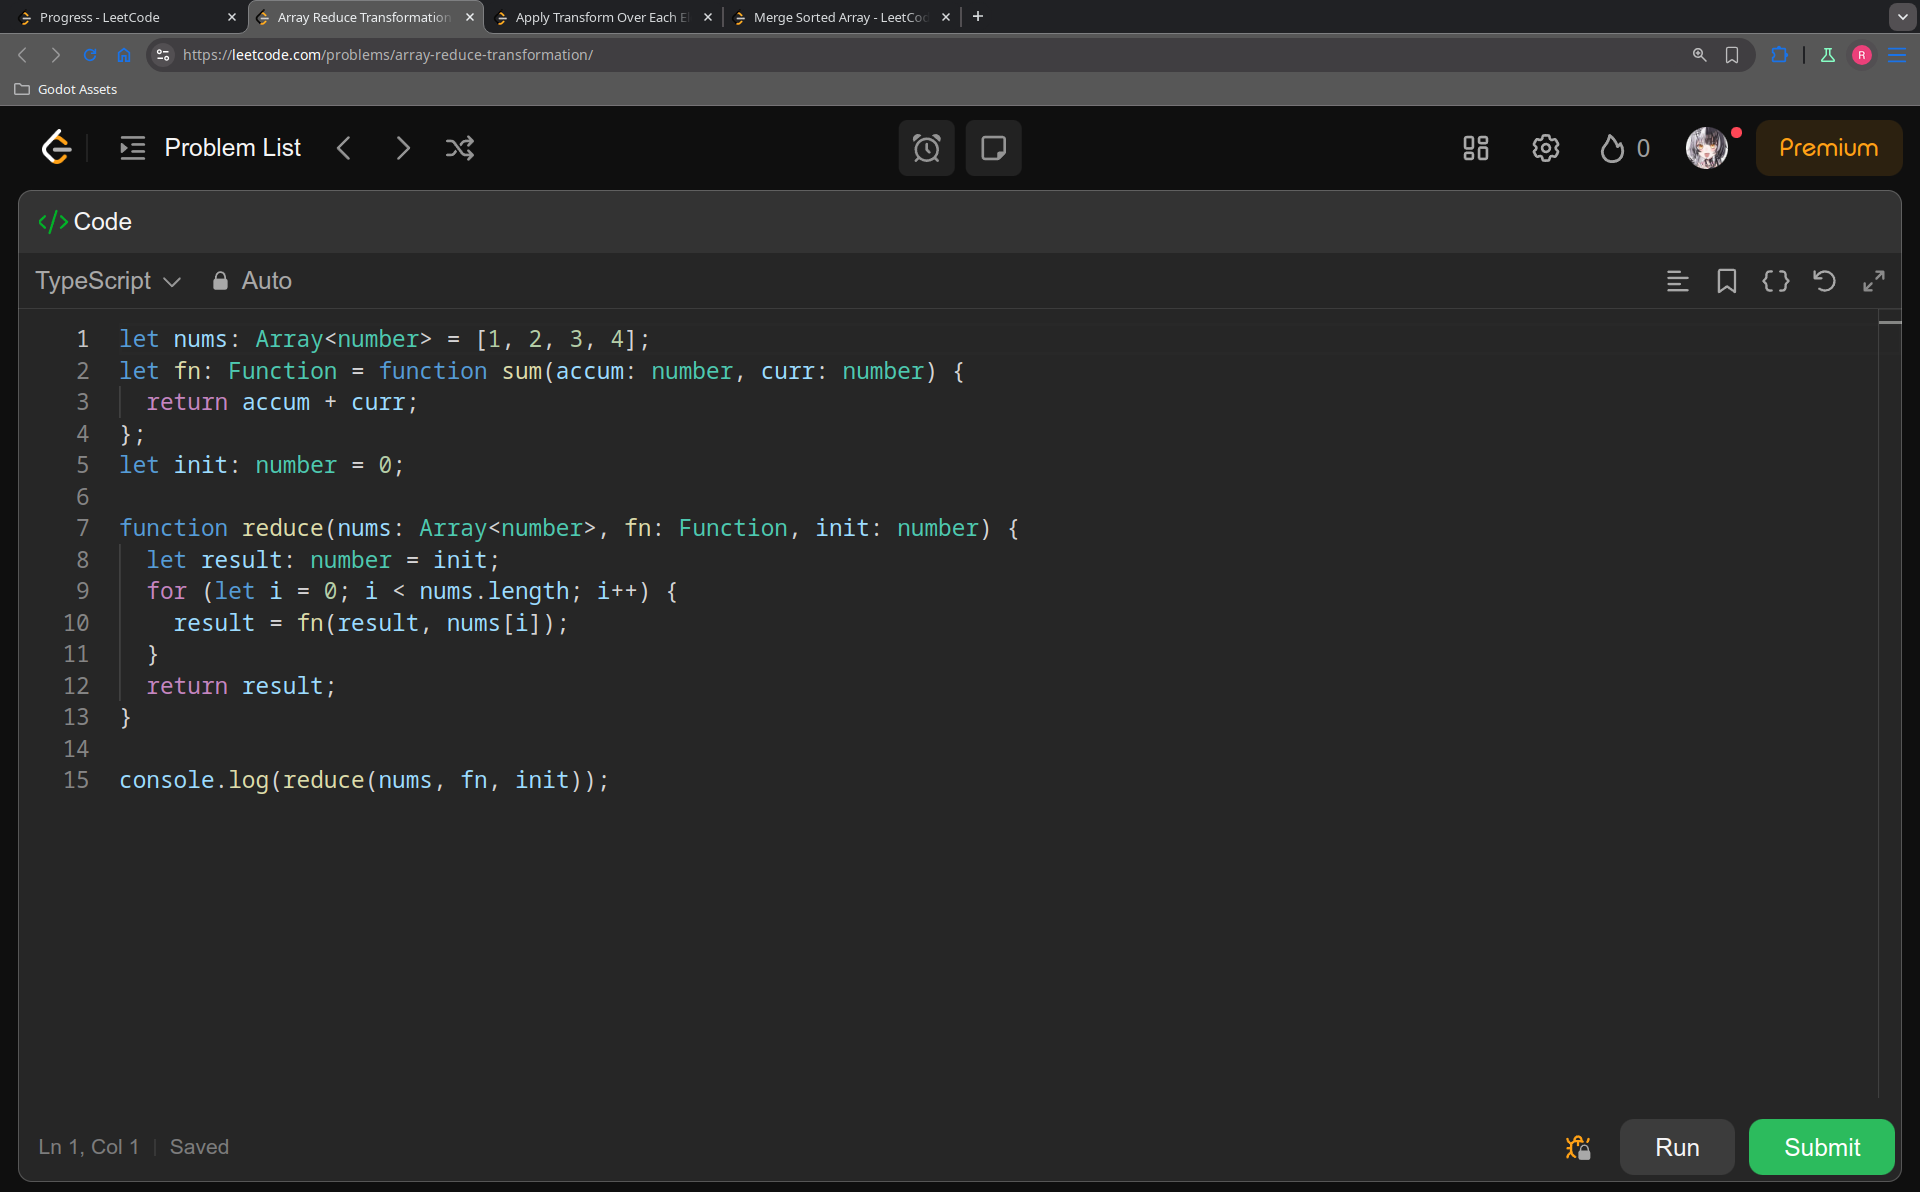 Progress - LeetCode
Array Reduce Transformation
Apply Transform Over Each E
Merge Sorted Array - LeetCo
https://leetcode.com/problems/array-reduce-transformation/
R
Godot Assets
Problem List
0
Premium
</> Code
TypeScript
Auto
1 let nums: Array<number> = [1, 2, 3, 4];
2 let fn: Function = function sum(accum: number, curr: number) {
3   return accum + curr;
4 };
5 let init: number = 0;
6
7 function reduce(nums: Array<number>, fn: Function, init: number) {
8   let result: number = init;
9   for (let i = 0; i < nums.length; i++) {
10     result = fn(result, nums[i]);
11   }
12   return result;
13 }
14
15 console.log(reduce(nums, fn, init));
Ln 1, Col 1 | Saved
Run
Submit